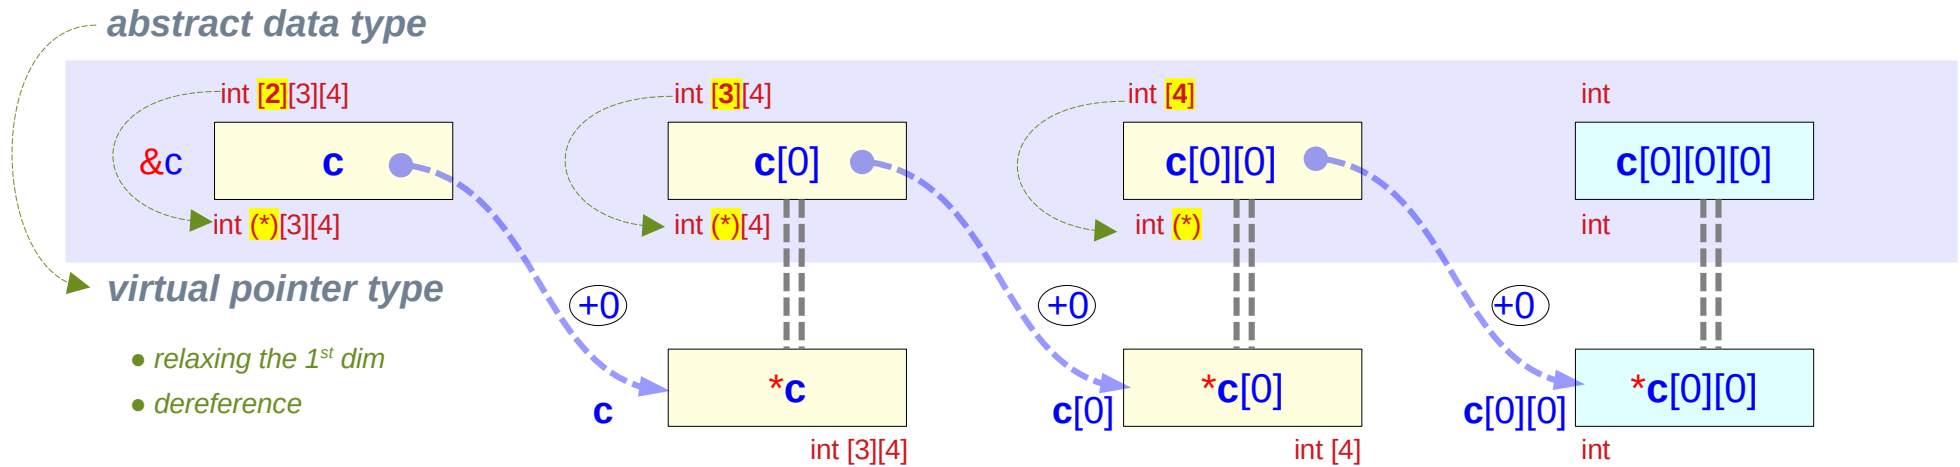 abstract data type
int [2][3][4] int [3][4] int [4] int
&c c c[0] c[0][0] c[0][0][0]
int (*)[3][4] int (*)[4] int (*) int
virtual pointer type
+0 +0 +0
● relaxing the 1st dim
● dereference
c *c c[0] *c[0] c[0][0] *c[0][0]
int [3][4] int [4] int